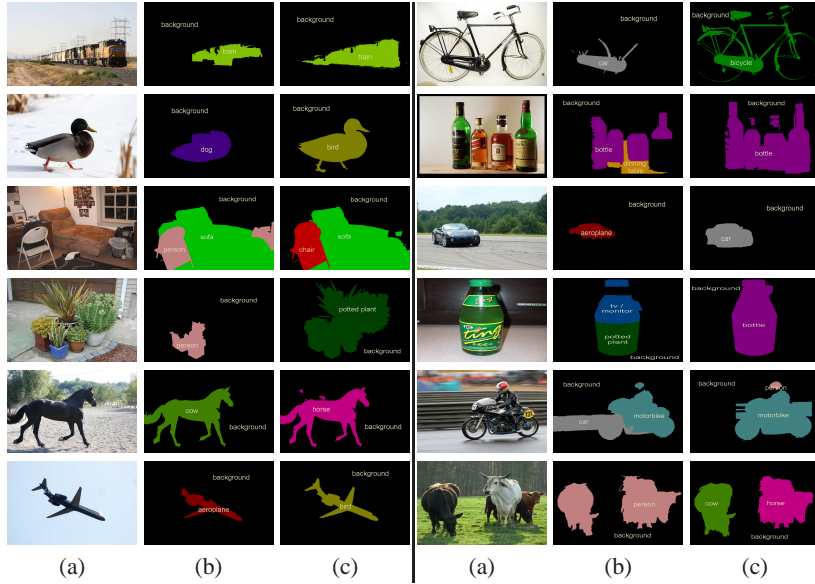 background
train
background
train
background
car
background
bicycle
background
dog
background
bird
background
bottle
dinning
table
background
bottle
background
sofa
person
background
sofa
chair
background
aeroplane
background
car
person
background
potted plant
background
ting
tv /
monitor
potted
plant
background
background
bottle
cow
background
horse
background
background
motorbike
car
background
person
motorbike
background
aeroplane
background
bird
person
background
cow
horse
background
(a) (b) (c) (a) (b) (c)